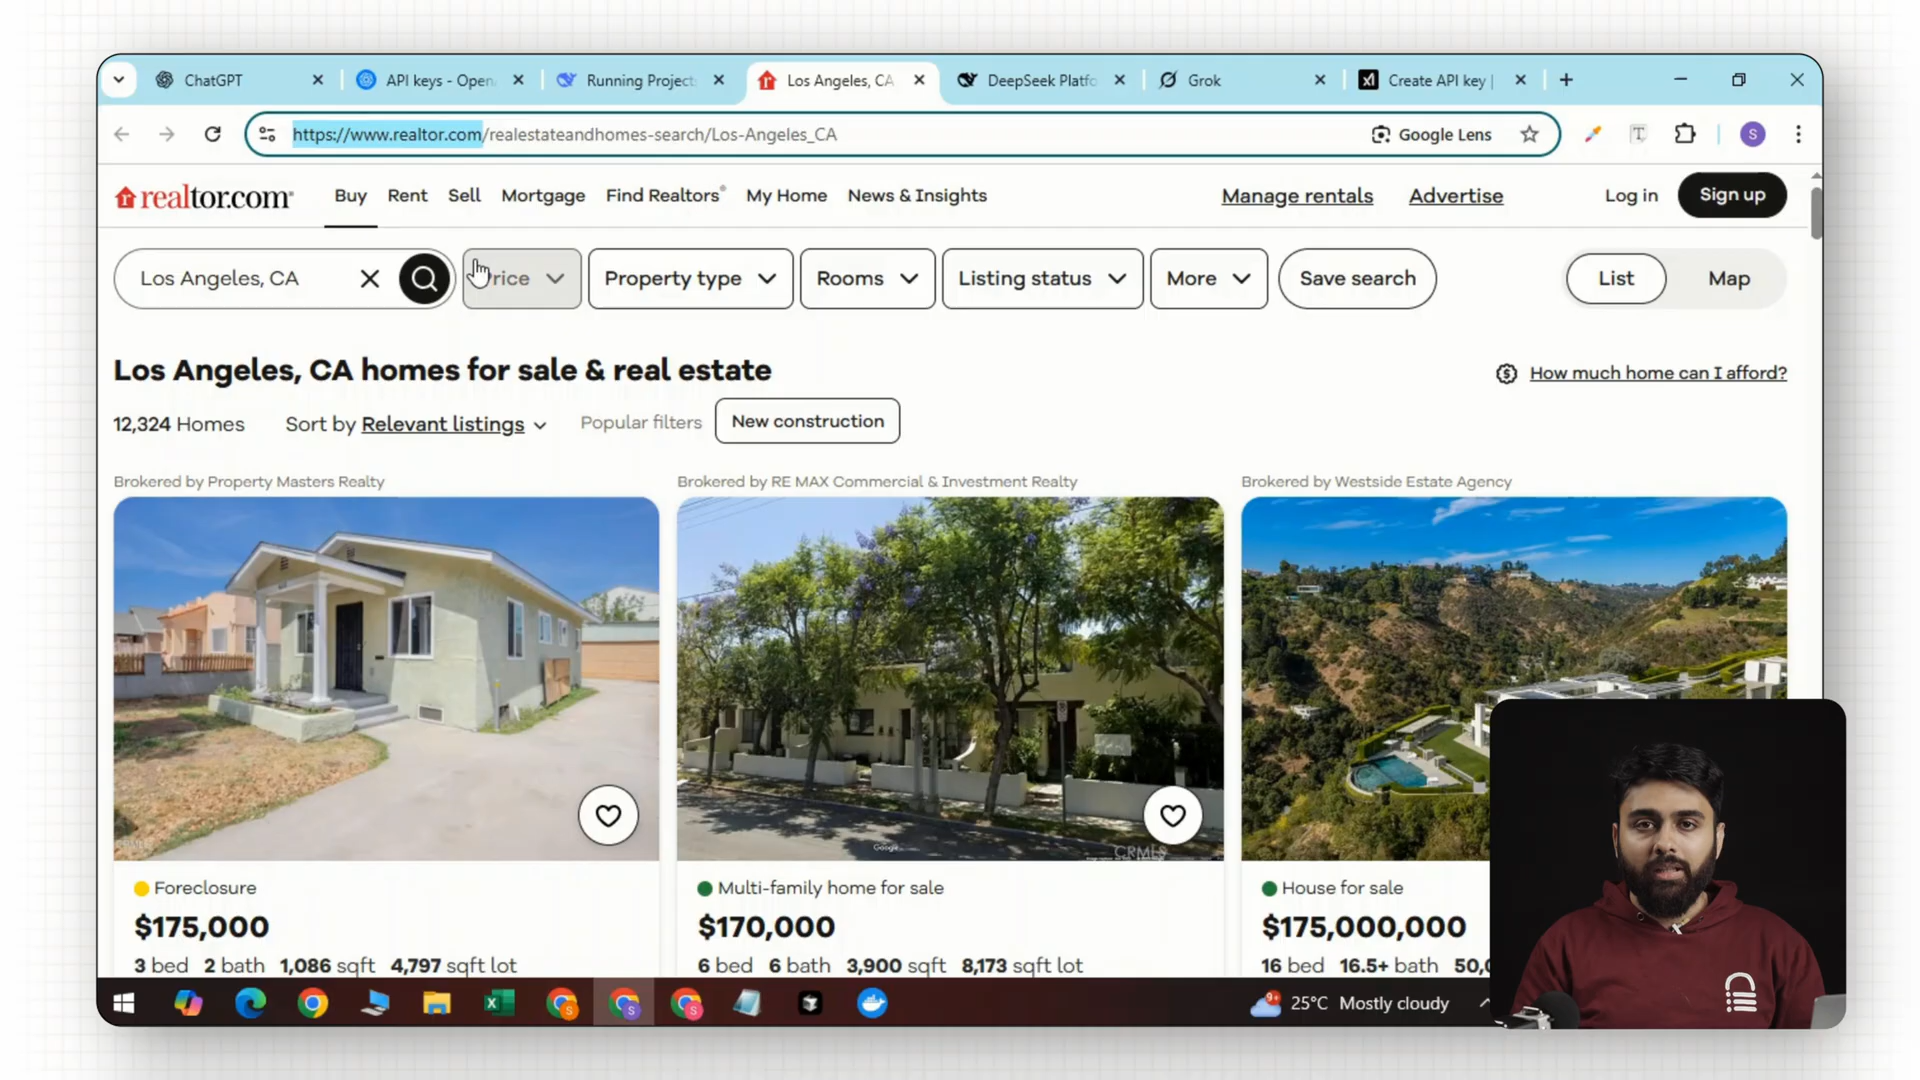 ChatGPT
API keys - Open
Running Project
Los Angeles, CA
DeepSeek Platfo
Grok
Create API key |
https://www.realtor.com/realestateandhomes-search/Los-Angeles_CA
Google Lens
S
realtor.com
Buy Rent Sell Mortgage Find Realtors® My Home News & Insights
Manage rentals Advertise Log in Sign up
Los Angeles, CA
rice
Property type
Rooms
Listing status
More
Save search
List Map
Los Angeles, CA homes for sale & real estate
How much home can I afford?
12,324 Homes Sort by Relevant listings Popular filters New construction
Brokered by Property Masters Realty
Brokered by RE MAX Commercial & Investment Realty
Brokered by Westside Estate Agency
Google
CRMLS
Foreclosure
$175,000
3 bed 2 bath 1,086 sqft 4,797 sqft lot
Multi-family home for sale
$170,000
6 bed 6 bath 3,900 sqft 8,173 sqft lot
House for sale
$175,000,000
16 bed 16.5+ bath 50,
25°C Mostly cloudy